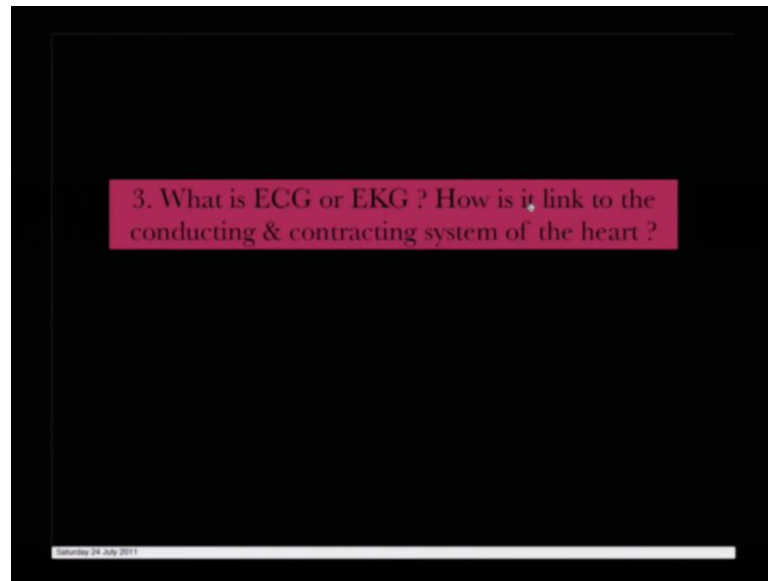 3. What is ECG or EKG ? How is it link to the
conducting & contracting system of the heart ?
Saturday 24 July 2011